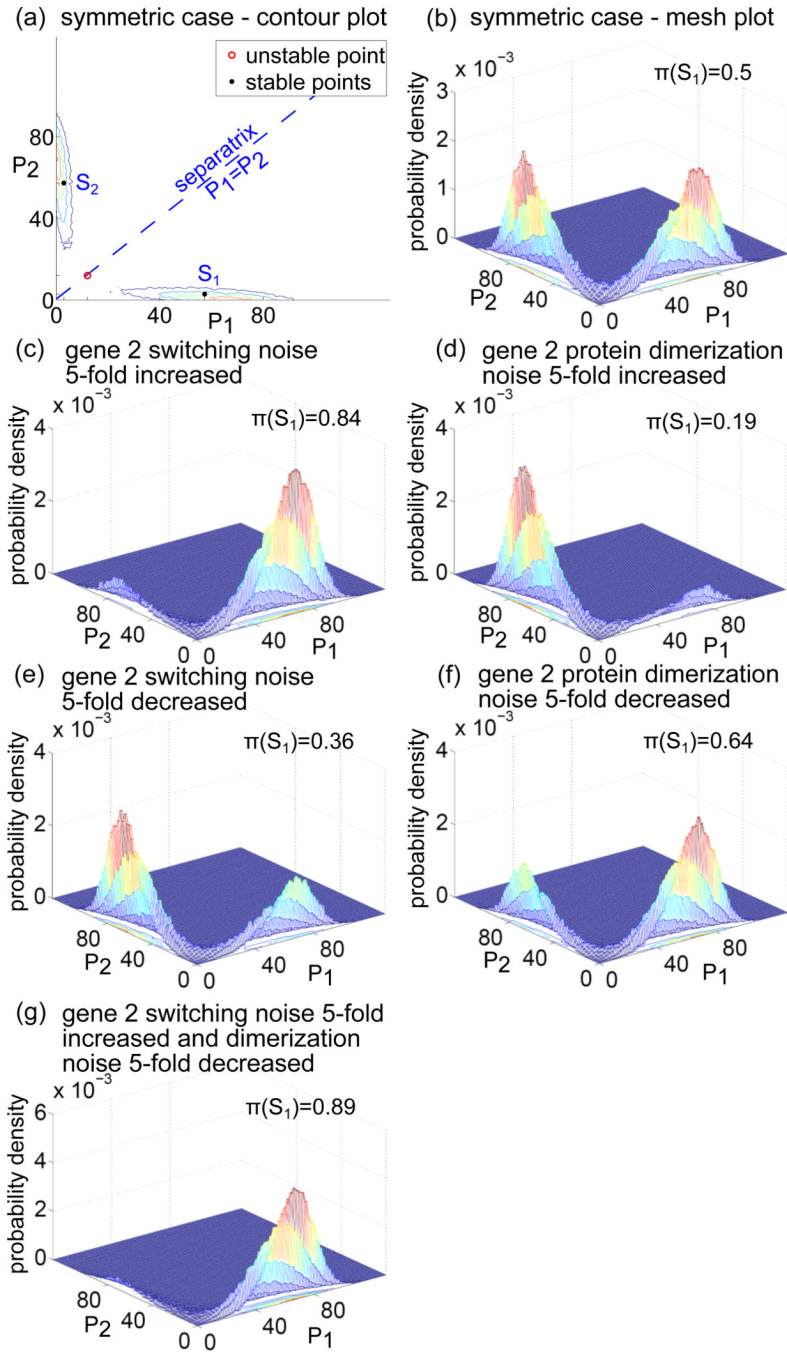 (a) symmetric case - contour plot
unstable point
stable points
80
P2
40
0
S2
separatrix
P1=P2
S1
0 40 P1 80
(b) symmetric case - mesh plot
x 10⁻³
π(S1)=0.5
probability density
3
2
1
0
80
P2 40
0 0
40
P1
80
(c) gene 2 switching noise
5-fold increased
x 10⁻³
π(S1)=0.84
probability density
4
2
0
80
P2 40
0 0
40
P1
80
(d) gene 2 protein dimerization
noise 5-fold increased
x 10⁻³
π(S1)=0.19
probability density
4
2
0
80
P2 40
0 0
40
P1
80
(e) gene 2 switching noise
5-fold decreased
x 10⁻³
π(S1)=0.36
probability density
4
2
0
80
P2 40
0 0
40
P1
80
(f) gene 2 protein dimerization
noise 5-fold decreased
x 10⁻³
π(S1)=0.64
probability density
4
2
0
80
P2 40
0 0
40
P1
80
(g) gene 2 switching noise 5-fold
increased and dimerization
noise 5-fold decreased
x 10⁻³
π(S1)=0.89
probability density
6
4
2
0
80
P2 40
0 0
40
P1
80